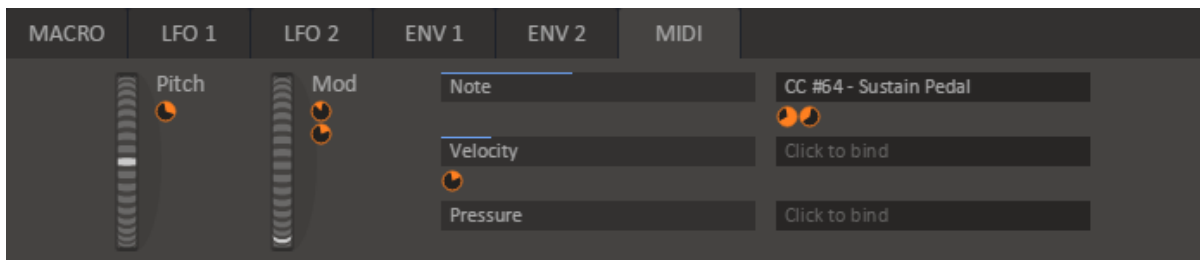 MACRO LFO 1 LFO 2 ENV 1 ENV 2 MIDI
Pitch Mod Note CC #64 - Sustain Pedal
Velocity Click to bind
Pressure Click to bind